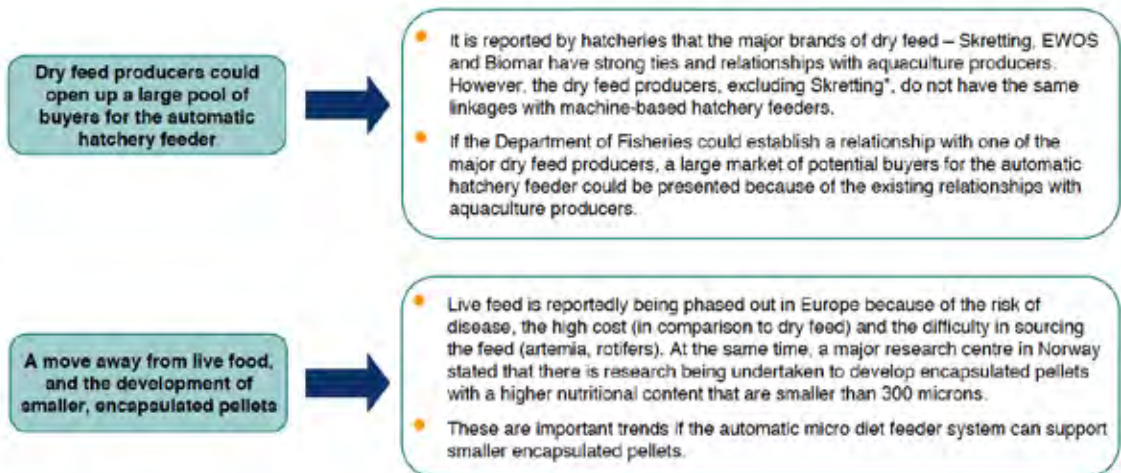 Dry feed producers could
open up a large pool of
buyers for the automatic
hatchery feeder
• It is reported by hatcheries that the major brands of dry feed – Skretting, EWOS
and Biomar have strong ties and relationships with aquaculture producers.
However, the dry feed producers, excluding Skretting*, do not have the same
linkages with machine-based hatchery feeders.
• If the Department of Fisheries could establish a relationship with one of the
major dry feed producers, a large market of potential buyers for the automatic
hatchery feeder could be presented because of the existing relationships with
aquaculture producers.
A move away from live food,
and the development of
smaller, encapsulated pellets
• Live feed is reportedly being phased out in Europe because of the risk of
disease, the high cost (in comparison to dry feed) and the difficulty in sourcing
the feed (artemia, rotifers). At the same time, a major research centre in Norway
stated that there is research being undertaken to develop encapsulated pellets
with a higher nutritional content that are smaller than 300 microns.
• These are important trends if the automatic micro diet feeder system can support
smaller encapsulated pellets.